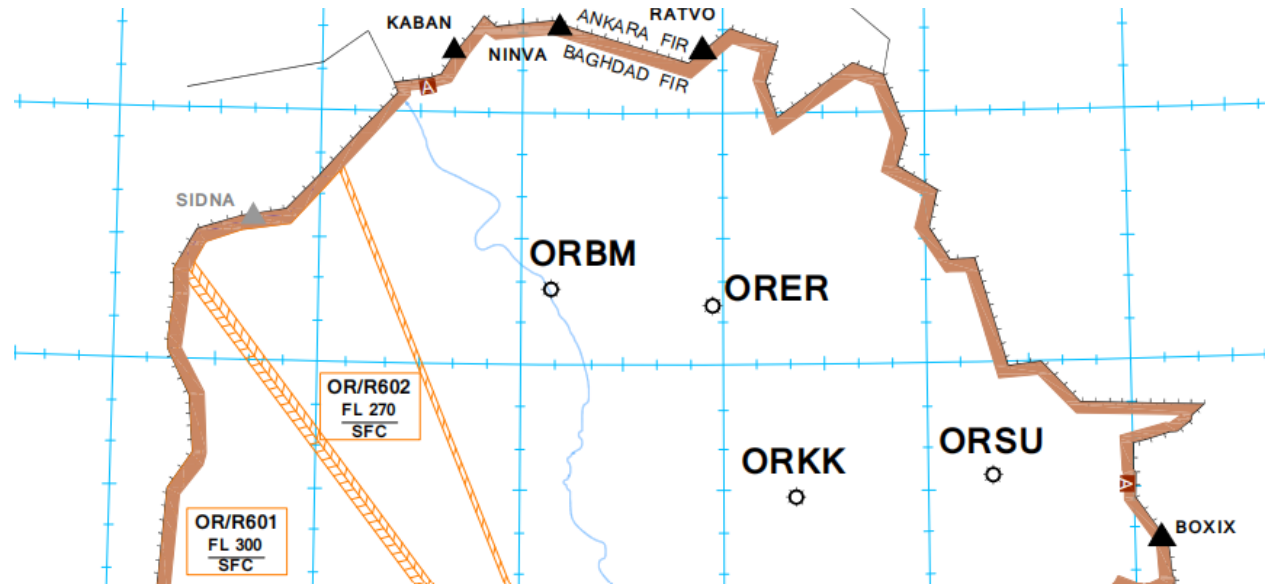 RATVO
KABAN
ANKARA FIR
NINVA
BAGHDAD FIR
A
SIDNA
ORBM
ORER
OR/R602
FL 270
SFC
ORSU
ORKK
A
OR/R601
FL 300
SFC
BOXIX